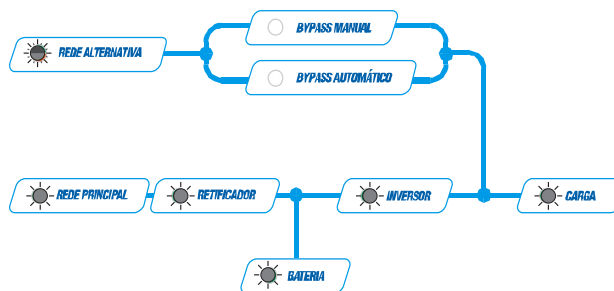 BYPASS MANUAL
REDE ALTERNATIVA
BYPASS AUTOMÁTICO
REDE PRINCIPAL
RETIFICADOR
INVERSOR
CARGA
BATERIA